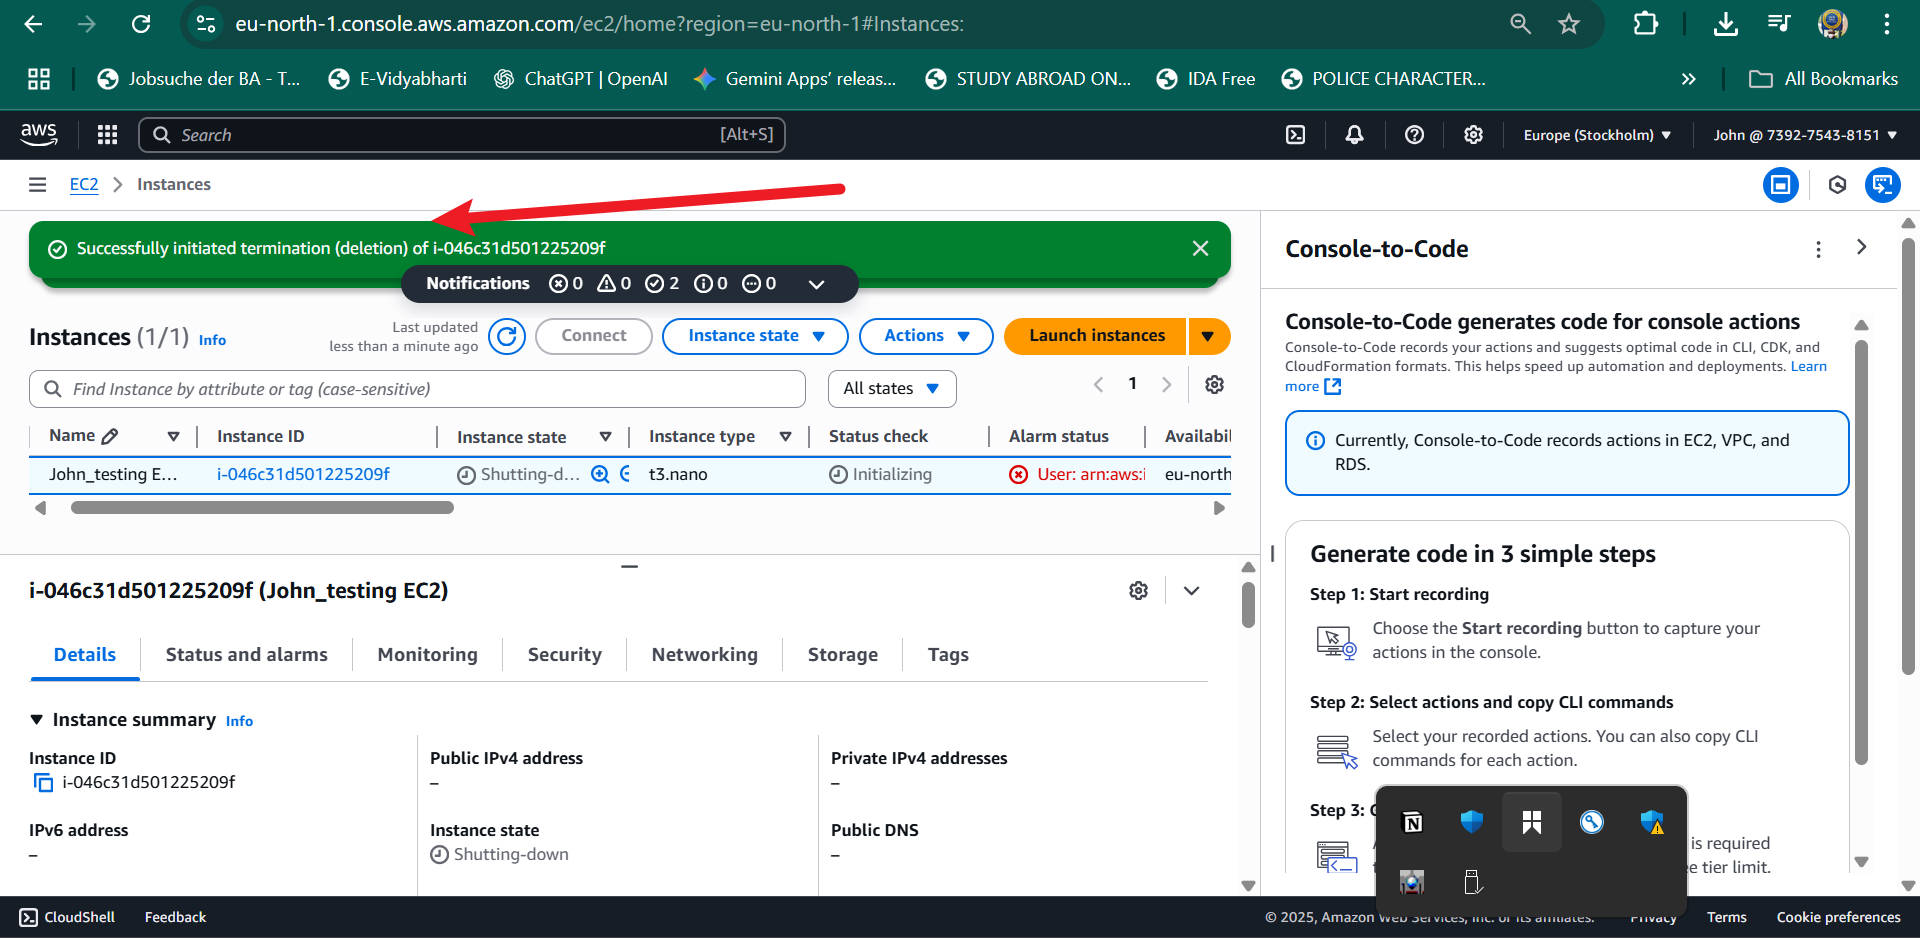 eu-north-1.console.aws.amazon.com/ec2/home?region=eu-north-1#Instances:
Jobsuche der BA - T...
E-Vidyabharti
ChatGPT | OpenAI
Gemini Apps' releas...
STUDY ABROAD ON...
IDA Free
POLICE CHARACTER...
All Bookmarks
aws
Search
[Alt+S]
Europe (Stockholm)
John @ 7392-7543-8151
EC2
Instances
Successfully initiated termination (deletion) of i-046c31d501225209f
Notifications 0 0 2 0 0
Instances (1/1) Info
Last updated
less than a minute ago
Connect
Instance state
Actions
Launch instances
Find Instance by attribute or tag (case-sensitive)
All states
1
Name
Instance ID
Instance state
Instance type
Status check
Alarm status
Availabil
John_testing E...
i-046c31d501225209f
Shutting-d...
t3.nano
Initializing
User: arn:aws:i
eu-north
i-046c31d501225209f (John_testing EC2)
Details
Status and alarms
Monitoring
Security
Networking
Storage
Tags
Instance summary Info
Instance ID
i-046c31d501225209f
Public IPv4 address
–
Private IPv4 addresses
–
IPv6 address
–
Instance state
Shutting-down
Public DNS
–
Console-to-Code
Console-to-Code generates code for console actions
Console-to-Code records your actions and suggests optimal code in CLI, CDK, and
CloudFormation formats. This helps speed up automation and deployments. Learn
more
Currently, Console-to-Code records actions in EC2, VPC, and
RDS.
Generate code in 3 simple steps
Step 1: Start recording
Choose the Start recording button to capture your
actions in the console.
Step 2: Select actions and copy CLI commands
Select your recorded actions. You can also copy CLI
commands for each action.
Step 3:
is required
e tier limit.
CloudShell
Feedback
© 2025, Amazon Web Services, Inc. or its affiliates.
Privacy
Terms
Cookie preferences